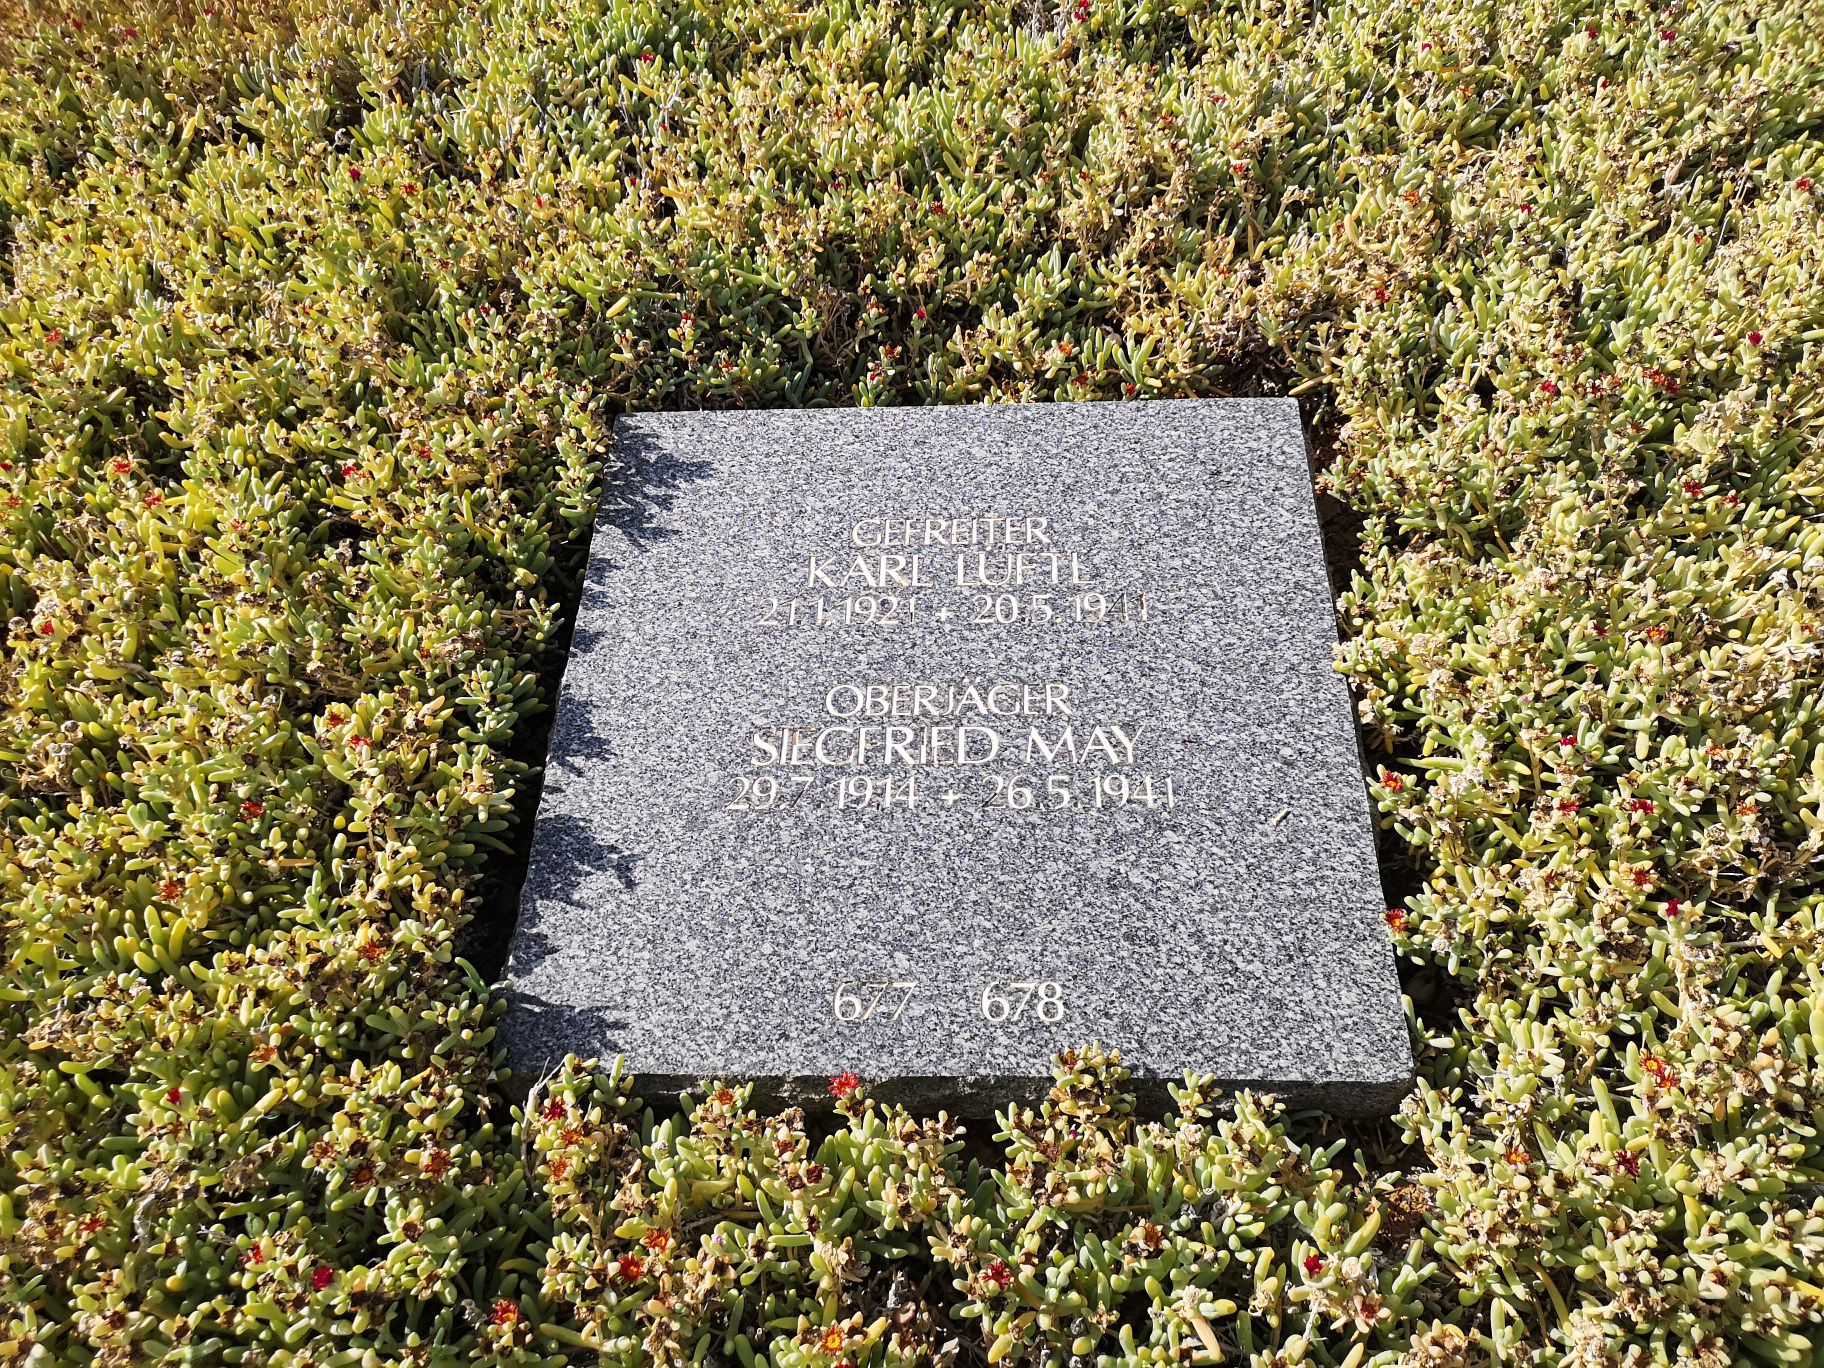 GEFREITER
KARL LÜFTL
21.1.1921 + 20.5.1941
OBERJÄGER
SIEGFRIED MAY
29.7.1914 + 26.5.1941
677 678